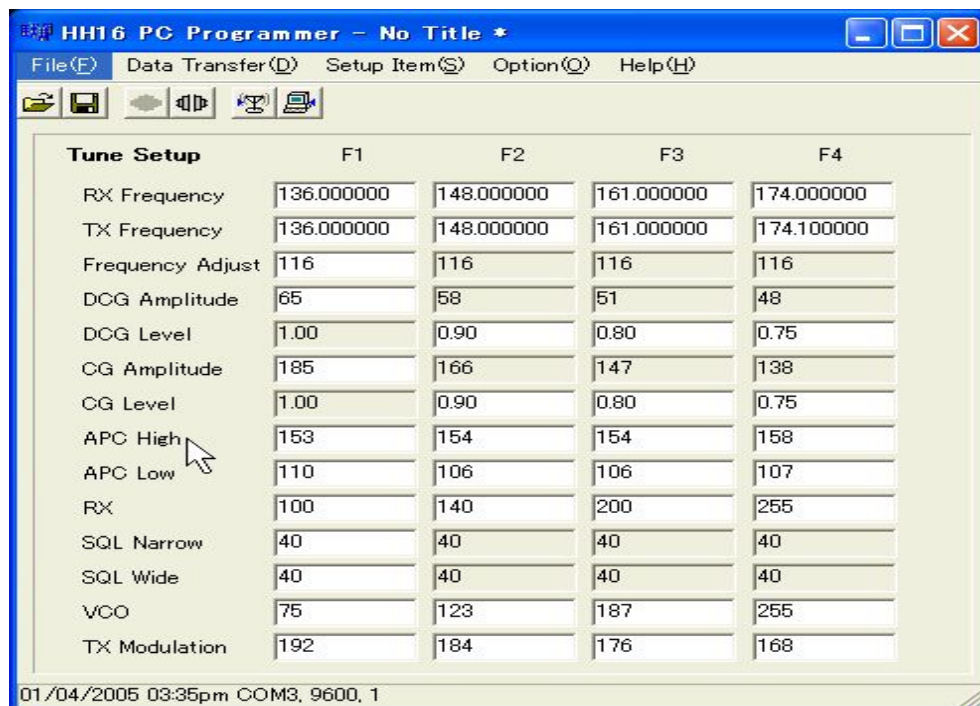 HH16 PC Programmer - No Title *
File(F) Data Transfer(D) Setup Item(S) Option(O) Help(H)
Tune Setup F1 F2 F3 F4
RX Frequency 136.000000 148.000000 161.000000 174.000000
TX Frequency 136.000000 148.000000 161.000000 174.100000
Frequency Adjust 116 116 116 116
DCG Amplitude 65 58 51 48
DCG Level 1.00 0.90 0.80 0.75
CG Amplitude 185 166 147 138
CG Level 1.00 0.90 0.80 0.75
APC High 153 154 154 158
APC Low 110 106 106 107
RX 100 140 200 255
SQL Narrow 40 40 40 40
SQL Wide 40 40 40 40
VCO 75 123 187 255
TX Modulation 192 184 176 168
01/04/2005 03:35pm COM3, 9600, 1